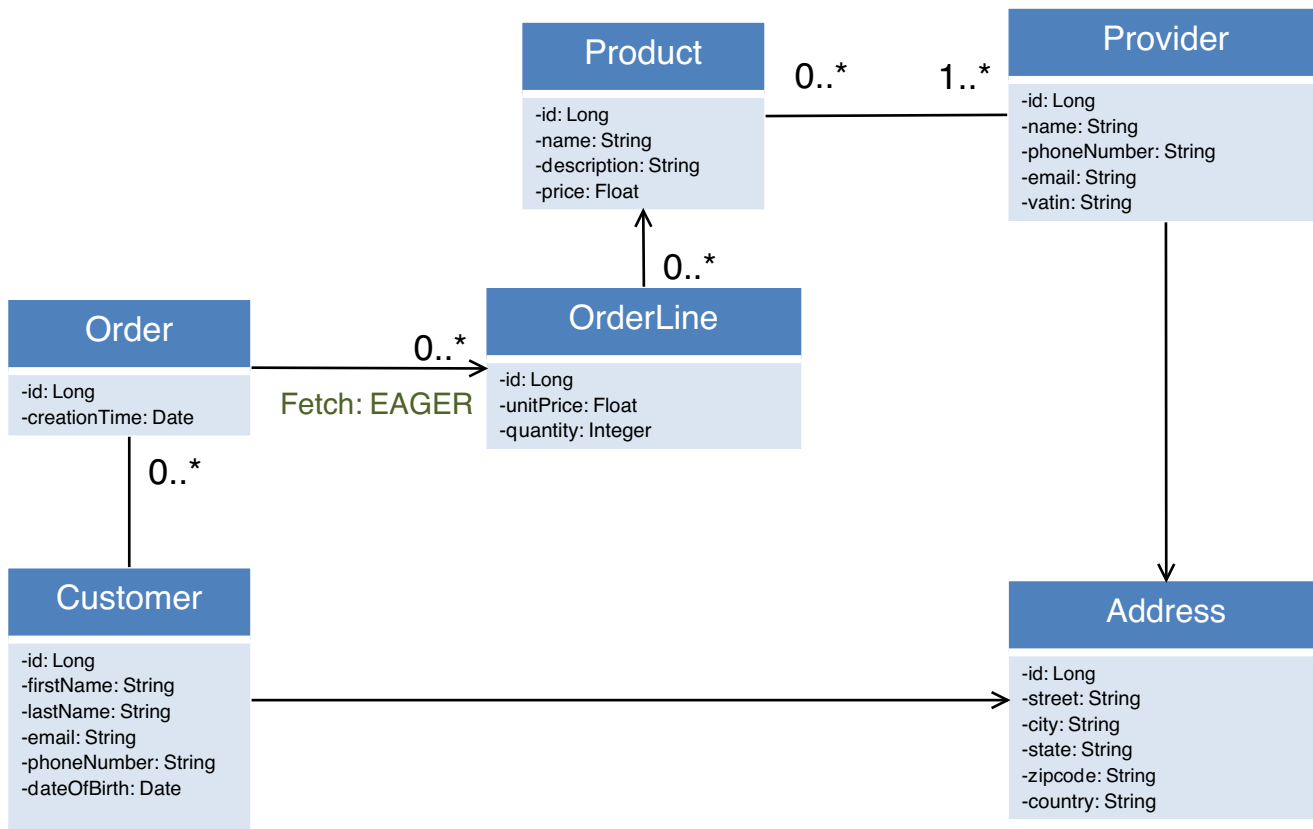 Product
-id: Long
-name: String
-description: String
-price: Float
0..*
1..*
Provider
-id: Long
-name: String
-phoneNumber: String
-email: String
-vatin: String
0..*
Order
-id: Long
-creationTime: Date
0..*
Fetch: EAGER
OrderLine
-id: Long
-unitPrice: Float
-quantity: Integer
0..*
Customer
-id: Long
-firstName: String
-lastName: String
-email: String
-phoneNumber: String
-dateOfBirth: Date
Address
-id: Long
-street: String
-city: String
-state: String
-zipcode: String
-country: String